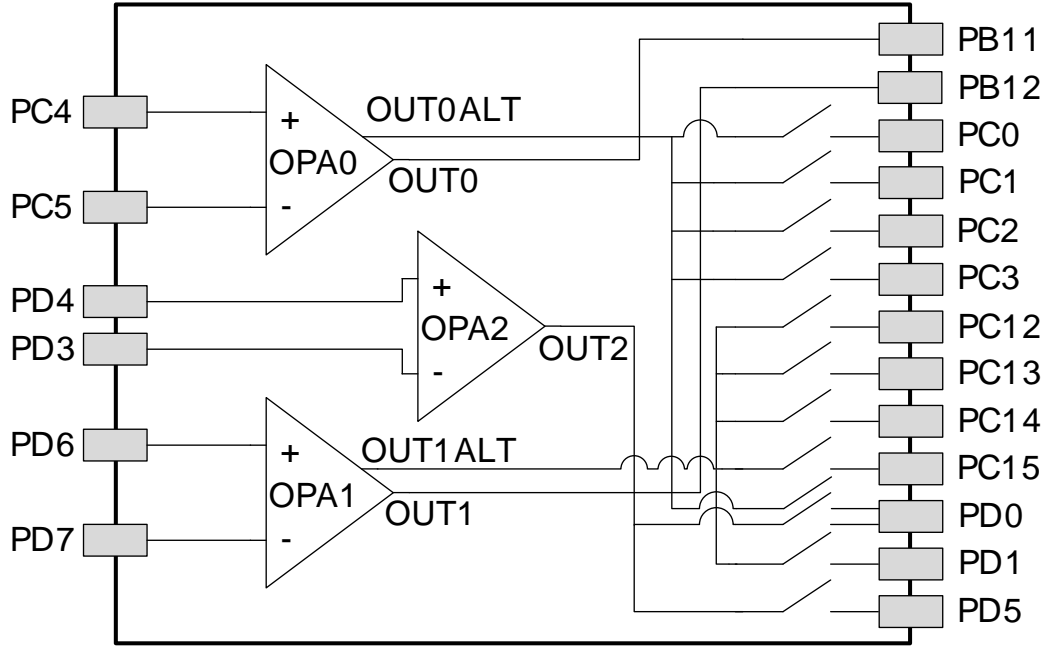 PB11
PB12
PC4
+
OUT0ALT
PC0
OPA0
OUT0
PC1
PC5
-
PC2
PD4
+
PC3
OPA2
PC12
PD3
OUT2
-
PC13
PC14
PD6
+
OUT1ALT
PC15
OPA1
OUT1
PD0
PD7
-
PD1
PD5